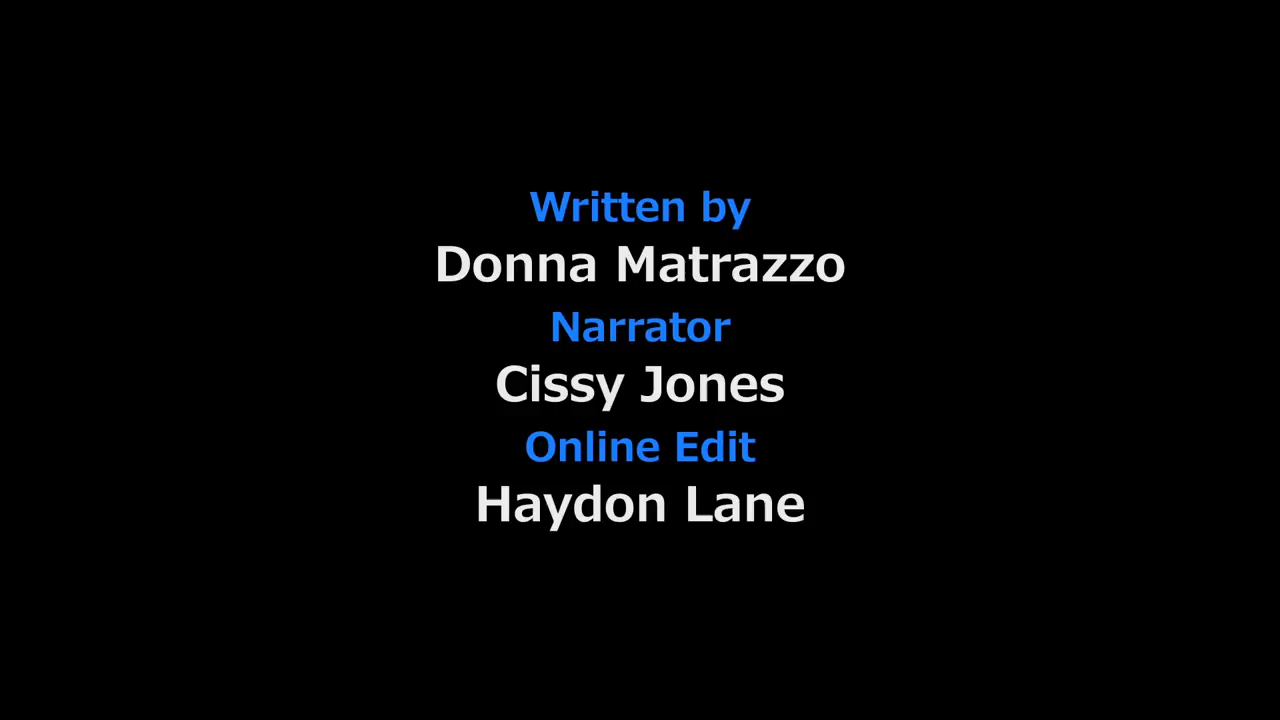 Written by
Donna Matrazzo
Narrator
Cissy Jones
Online Edit
Haydon Lane